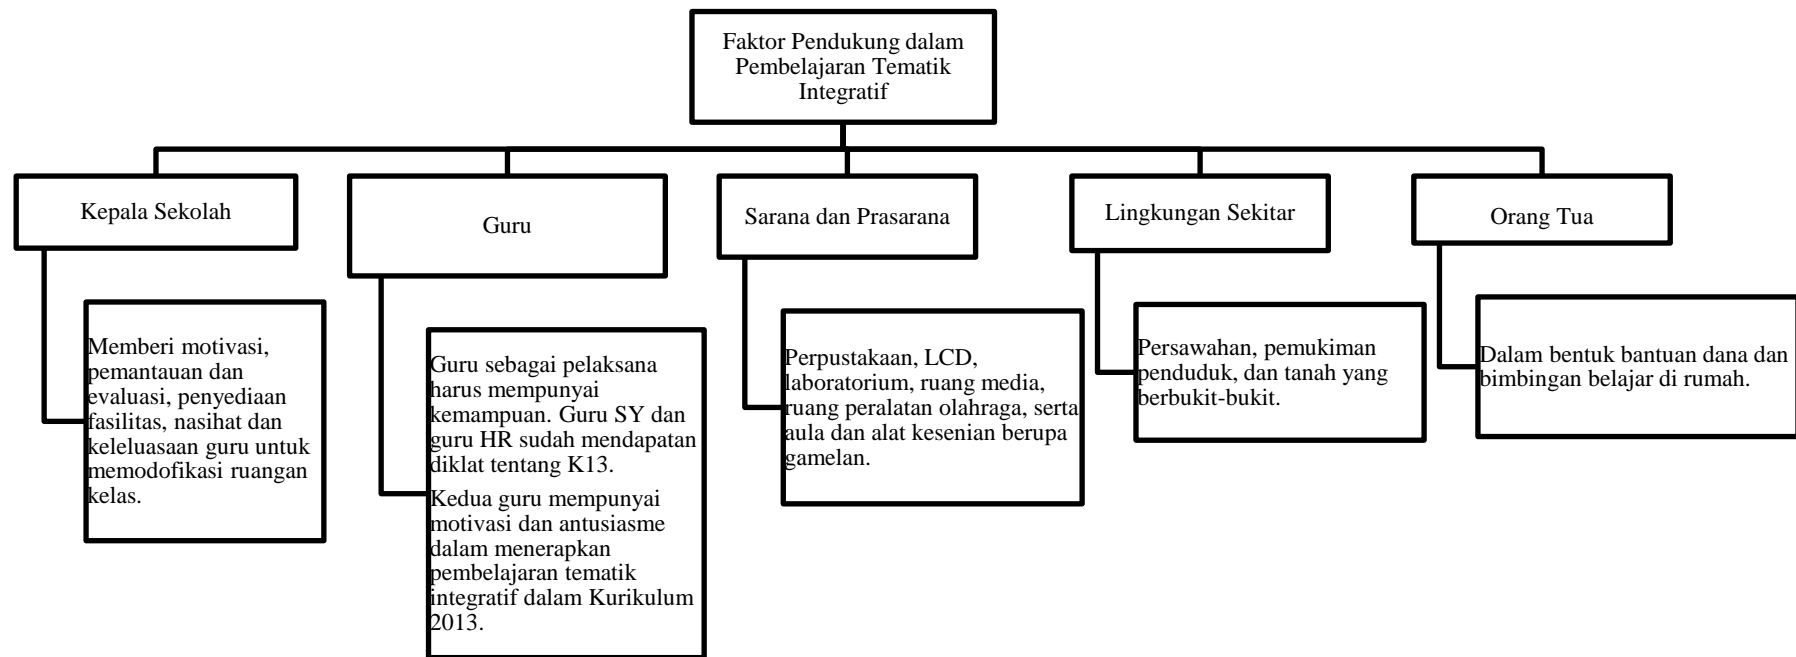 Faktor Pendukung dalam
Pembelajaran Tematik
Integratif
Kepala Sekolah
Guru
Sarana dan Prasarana
Lingkungan Sekitar
Orang Tua
Memberi motivasi,
pemantauan dan
evaluasi, penyediaan
fasilitas, nasihat dan
keleluasaan guru untuk
memodofikasi ruangan
kelas.
Guru sebagai pelaksana
harus mempunyai
kemampuan. Guru SY dan
guru HR sudah mendapatan
diklat tentang K13.
Kedua guru mempunyai
motivasi dan antusiasme
dalam menerapkan
pembelajaran tematik
integratif dalam Kurikulum
2013.
Perpustakaan, LCD,
laboratorium, ruang media,
ruang peralatan olahraga, serta
aula dan alat kesenian berupa
gamelan.
Persawahan, pemukiman
penduduk, dan tanah yang
berbukit-bukit.
Dalam bentuk bantuan dana dan
bimbingan belajar di rumah.